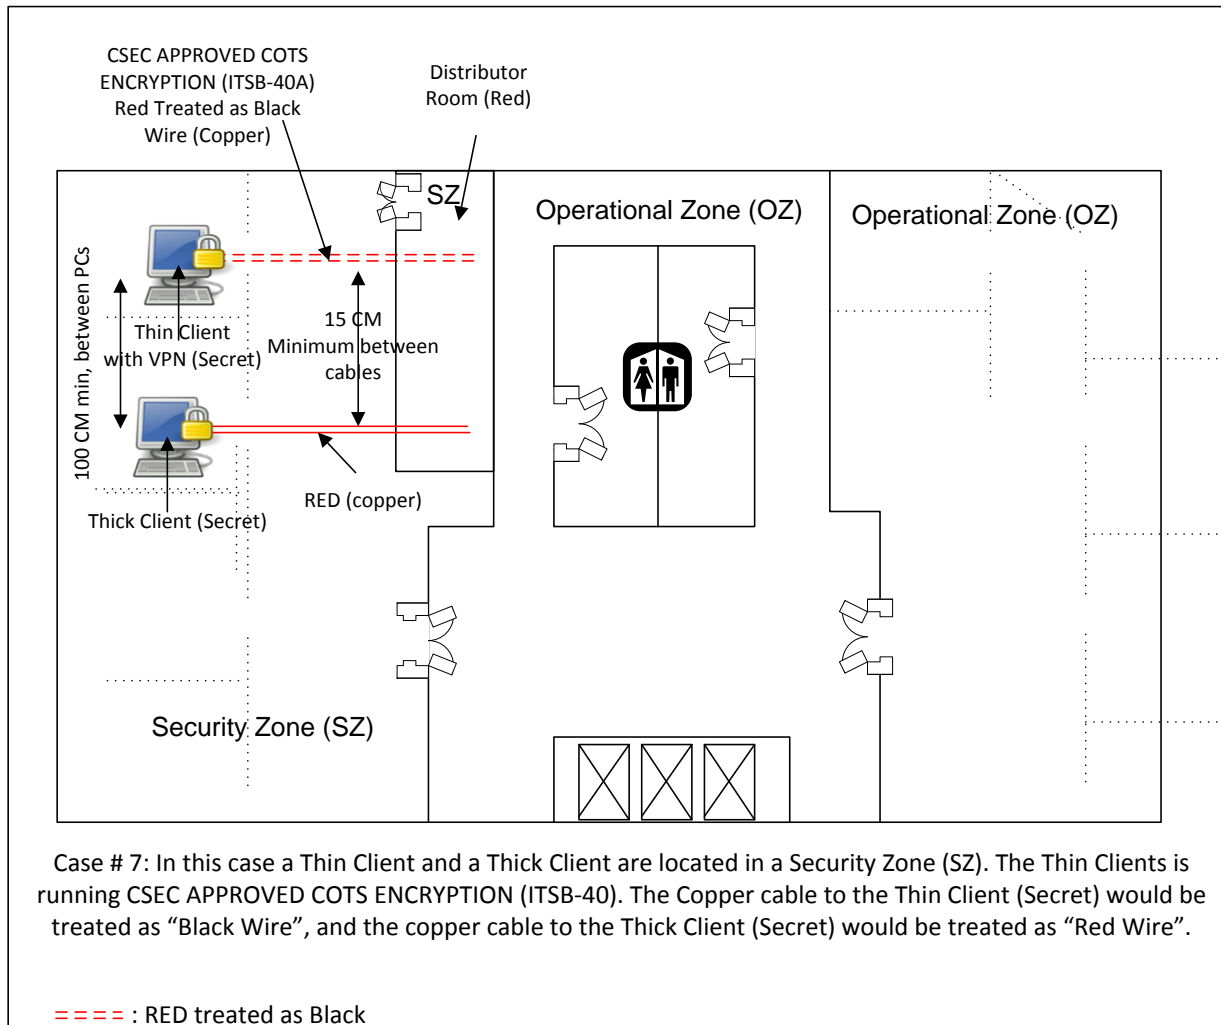 CSEC APPROVED COTS
ENCRYPTION (ITSB-40A)
Red Treated as Black
Wire (Copper)
Distributor
Room (Red)
SZ
Operational Zone (OZ)
Operational Zone (OZ)
100 CM min, between PCs
Thin Client
with VPN (Secret)
15 CM
Minimum between
cables
RED (copper)
Thick Client (Secret)
Security Zone (SZ)
Case # 7: In this case a Thin Client and a Thick Client are located in a Security Zone (SZ). The Thin Clients is
running CSEC APPROVED COTS ENCRYPTION (ITSB-40). The Copper cable to the Thin Client (Secret) would be
treated as “Black Wire”, and the copper cable to the Thick Client (Secret) would be treated as “Red Wire”.
==== : RED treated as Black